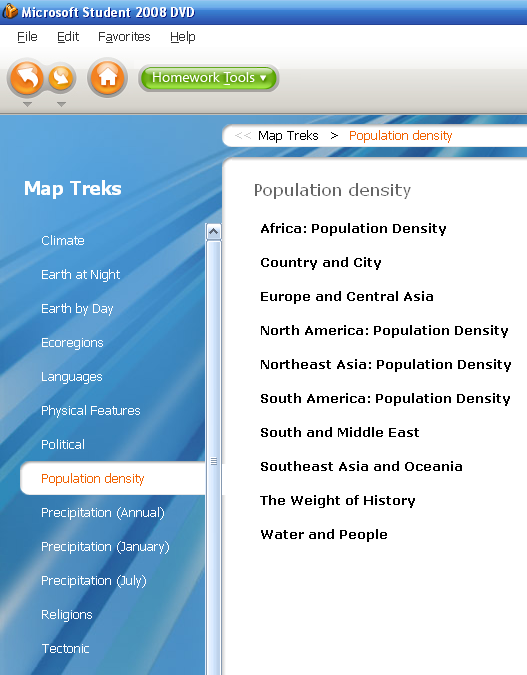 Microsoft Student 2008 DVD
File Edit Favorites Help
Homework Tools ▾
<< Map Treks > Population density
Map Treks
Climate
Earth at Night
Earth by Day
Ecoregions
Languages
Physical Features
Political
Population density
Precipitation (Annual)
Precipitation (January)
Precipitation (July)
Religions
Tectonic
Population density
Africa: Population Density
Country and City
Europe and Central Asia
North America: Population Density
Northeast Asia: Population Density
South America: Population Density
South and Middle East
Southeast Asia and Oceania
The Weight of History
Water and People